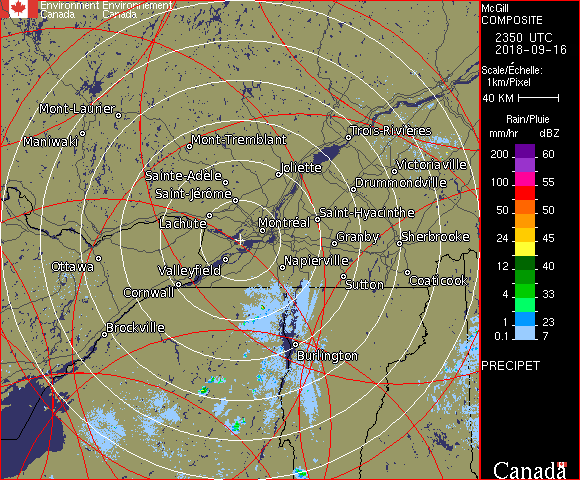 Environment Environnement
Canada Canada
McGill
COMPOSITE
2350 UTC
2018-09-16
Scale/Échelle:
1km/Pixel
40 KM
Rain/Pluie
mm/hr dBZ
200 60
150 57
100 55
50 50
24 45
12 40
4 33
1 23
0.1 7
PRECIPET
Canada
Mont-Laurier
Maniwaki
Mont-Tremblant
Trois-Rivières
Sainte-Adèle
Joliette
Victoriaville
Saint-Jérôme
Drummondville
Lachute
Montréal
Saint-Hyacinthe
Granby
Sherbrooke
Ottawa
Valleyfield
Napierville
Cornwall
Sutton
Coaticook
Brockville
Burlington